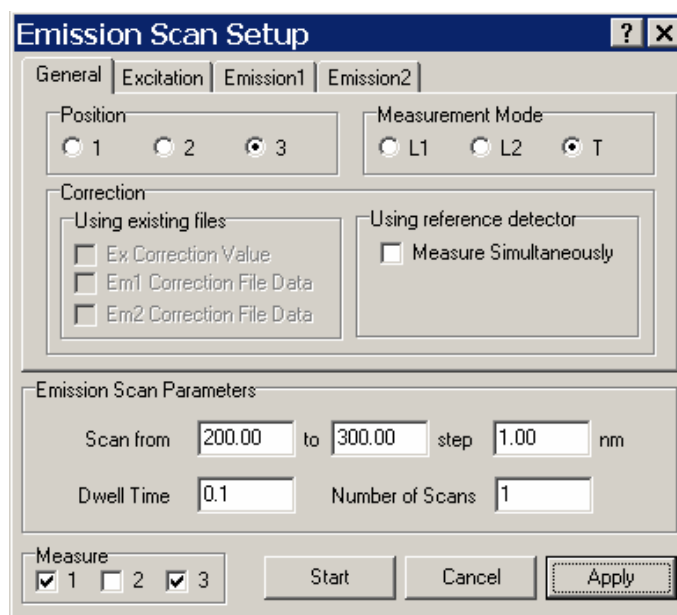 Emission Scan Setup
General Excitation Emission1 Emission2
Position
1 2 3
Measurement Mode
L1 L2 T
Correction
Using existing files
Ex Correction Value
Em1 Correction File Data
Em2 Correction File Data
Using reference detector
Measure Simultaneously
Emission Scan Parameters
Scan from 200.00 to 300.00 step 1.00 nm
Dwell Time 0.1 Number of Scans 1
Measure
1 2 3
Start Cancel Apply